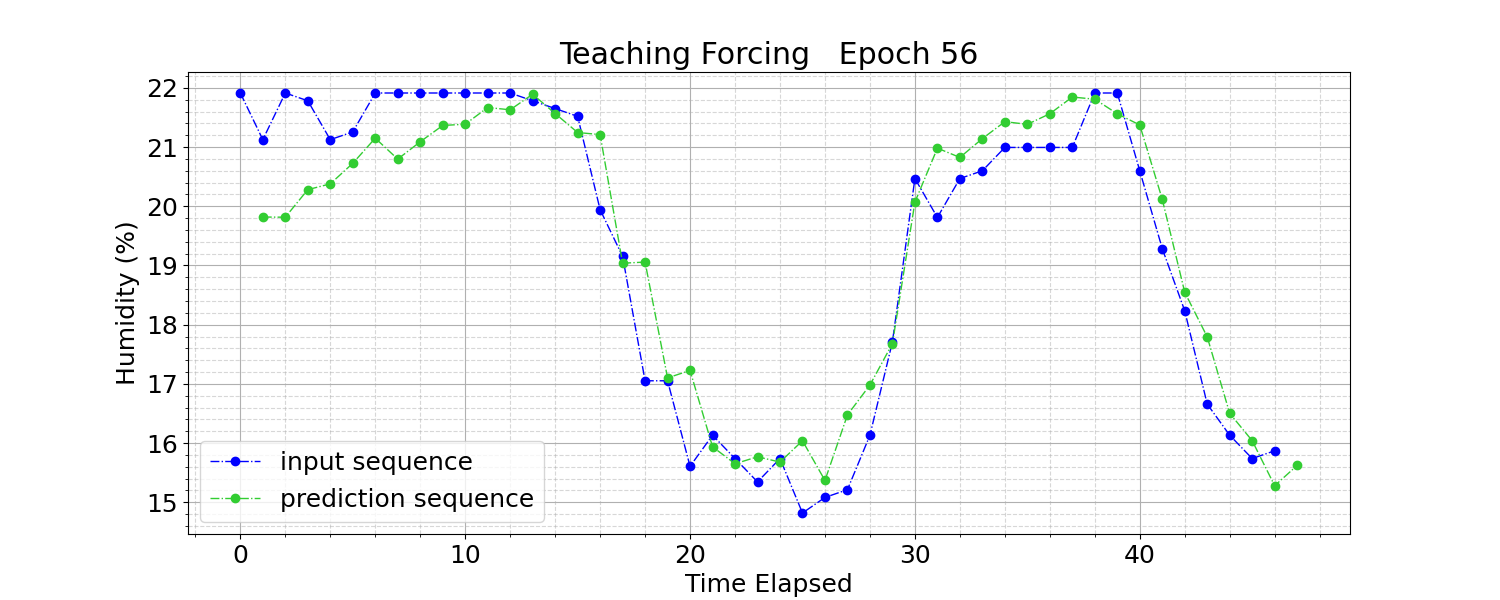 Teaching Forcing   Epoch 56
Humidity (%)
22
21
20
19
18
17
16
15
input sequence
prediction sequence
0 10 20 30 40
Time Elapsed